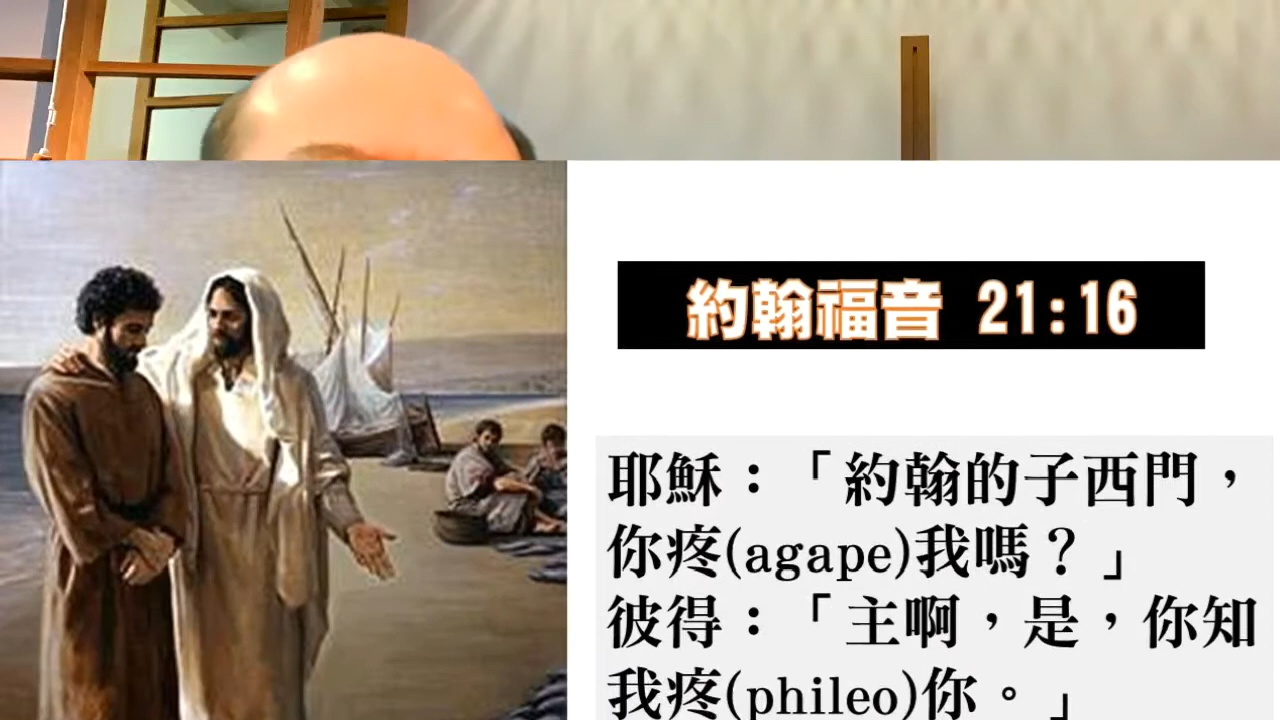 約翰福音 21:16
耶穌：「約翰的子西門，
你疼(agape)我嗎？」
彼得：「主啊，是，你知
我疼(phileo)你。」